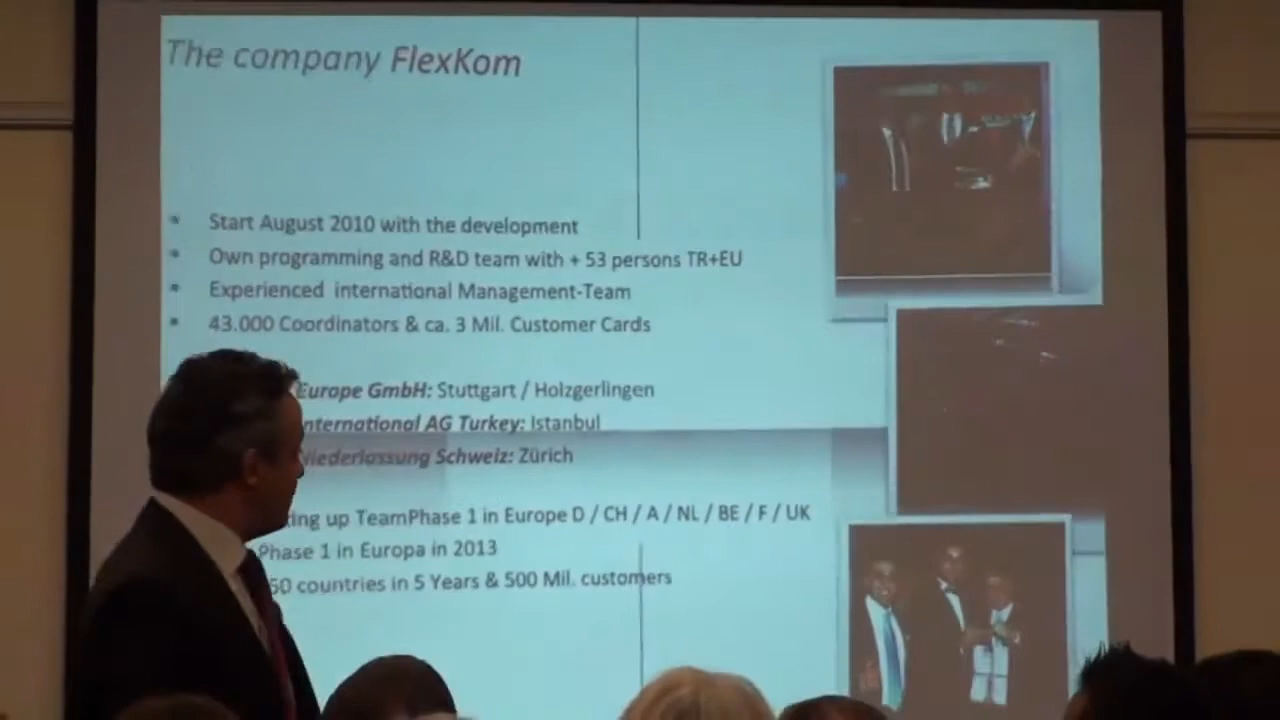 The company FlexKom
Start August 2010 with the development
Own programming and R&D team with + 53 persons TR+EU
Experienced international Management-Team
43.000 Coordinators & ca. 3 Mil. Customer Cards
Europe GmbH: Stuttgart / Holzgerlingen
nternational AG Turkey: Istanbul
Niederlassung Schweiz: Zürich
ing up TeamPhase 1 in Europe D / CH / A / NL / BE / F / UK
Phase 1 in Europa in 2013
60 countries in 5 Years & 500 Mil. customers